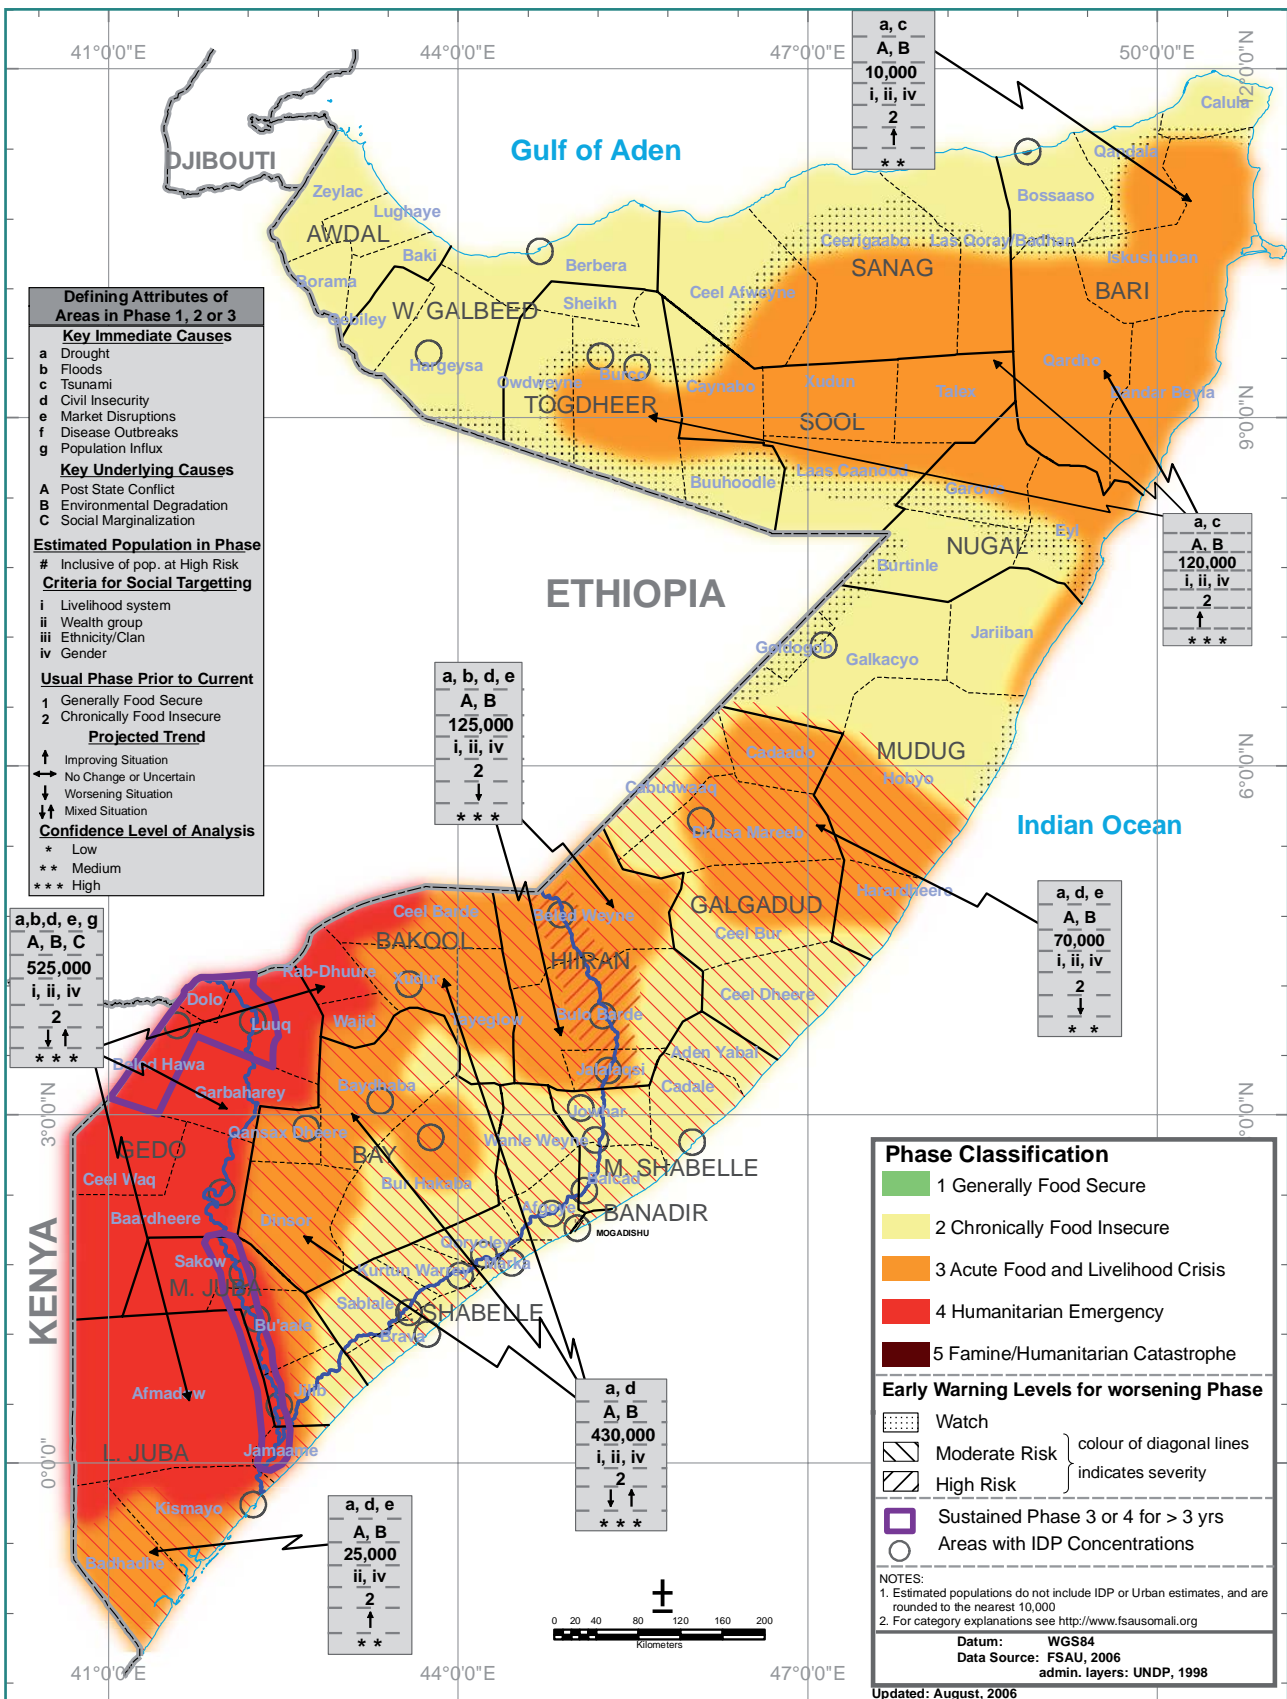 41°0'0"E
44°0'0"E
47°0'0"E
50°0'0"E
12°0'0"N
9°0'0"N
6°0'0"N
3°0'0"N
0°0'0"
a, c
A, B
10,000
i, ii, iv
2
* *
Gulf of Aden
DJIBOUTI
Calula
Qandala
Bossaaso
Zeylac
Lughaye
AWDAL
Baki
Borama
Berbera
Ceerigaabo
Las Qoray/Badhan
SANAG
Iskushuban
BARI
Ceel Afweyne
Sheikh
W. GALBEED
Gebiley
Hargeysa
Owdweyne
Burco
TOGDHEER
Caynabo
Xudun
Talex
Qardho
Bandar Beyla
SOOL
Buuhoodle
Laas Caanood
Garowe
Eyl
NUGAL
Burtinle
ETHIOPIA
Jariiban
Goldogob
Galkacyo
MUDUG
Cadaado
Hobyo
Cabudwaaq
Dhusa Mareeb
Indian Ocean
Harardheere
GALGADUD
Ceel Bur
Ceel Dheere
Ceel Barde
BAKOOL
Beled Weyne
HIIRAN
Rab-Dhuure
Xudur
Dolo
Luuq
Wajid
Tayeglow
Bulo Barde
Aden Yabal
Beled Hawa
Garbaharey
Baydhaba
Jalalaqsi
Cadale
Jowhar
Qansax Dheere
GEDO
BAY
Wanle Weyne
M. SHABELLE
Ceel Waq
Bur Hakaba
Balcad
Baardheere
Dinsor
Afgoye
BANADIR
MOGADISHU
KENYA
Sakow
Qoryoley
Marka
M. JUBA
Kurtun Warrey
Sablale
SHABELLE
Bu'aale
Brava
Afmadow
Jilib
L. JUBA
Jamaame
Kismayo
Badhadhe
Defining Attributes of
Areas in Phase 1, 2 or 3
Key Immediate Causes
a Drought
b Floods
c Tsunami
d Civil Insecurity
e Market Disruptions
f Disease Outbreaks
g Population Influx
Key Underlying Causes
A Post State Conflict
B Environmental Degradation
C Social Marginalization
Estimated Population in Phase
# Inclusive of pop. at High Risk
Criteria for Social Targetting
i Livelihood system
ii Wealth group
iii Ethnicity/Clan
iv Gender
Usual Phase Prior to Current
1 Generally Food Secure
2 Chronically Food Insecure
Projected Trend
Improving Situation
No Change or Uncertain
Worsening Situation
Mixed Situation
Confidence Level of Analysis
* Low
* * Medium
* * * High
a, c
A, B
120,000
i, ii, iv
2
* * *
a, b, d, e
A, B
125,000
i, ii, iv
2
* * *
a, d, e
A, B
70,000
i, ii, iv
2
* *
a,b,d, e, g
A, B, C
525,000
i, ii, iv
2
* * *
a, d
A, B
430,000
i, ii, iv
2
* * *
a, d, e
A, B
25,000
ii, iv
2
* *
±
0 20 40 80 120 160 200
Kilometers
41°0'0"E
44°0'0"E
47°0'0"E
Phase Classification
1 Generally Food Secure
2 Chronically Food Insecure
3 Acute Food and Livelihood Crisis
4 Humanitarian Emergency
5 Famine/Humanitarian Catastrophe
Early Warning Levels for worsening Phase
Watch
Moderate Risk
High Risk
colour of diagonal lines
indicates severity
Sustained Phase 3 or 4 for > 3 yrs
Areas with IDP Concentrations
NOTES:
1. Estimated populations do not include IDP or Urban estimates, and are
rounded to the nearest 10,000
2. For category explanations see http://www.fsausomali.org
Datum: WGS84
Data Source: FSAU, 2006
admin. layers: UNDP, 1998
Updated: August, 2006